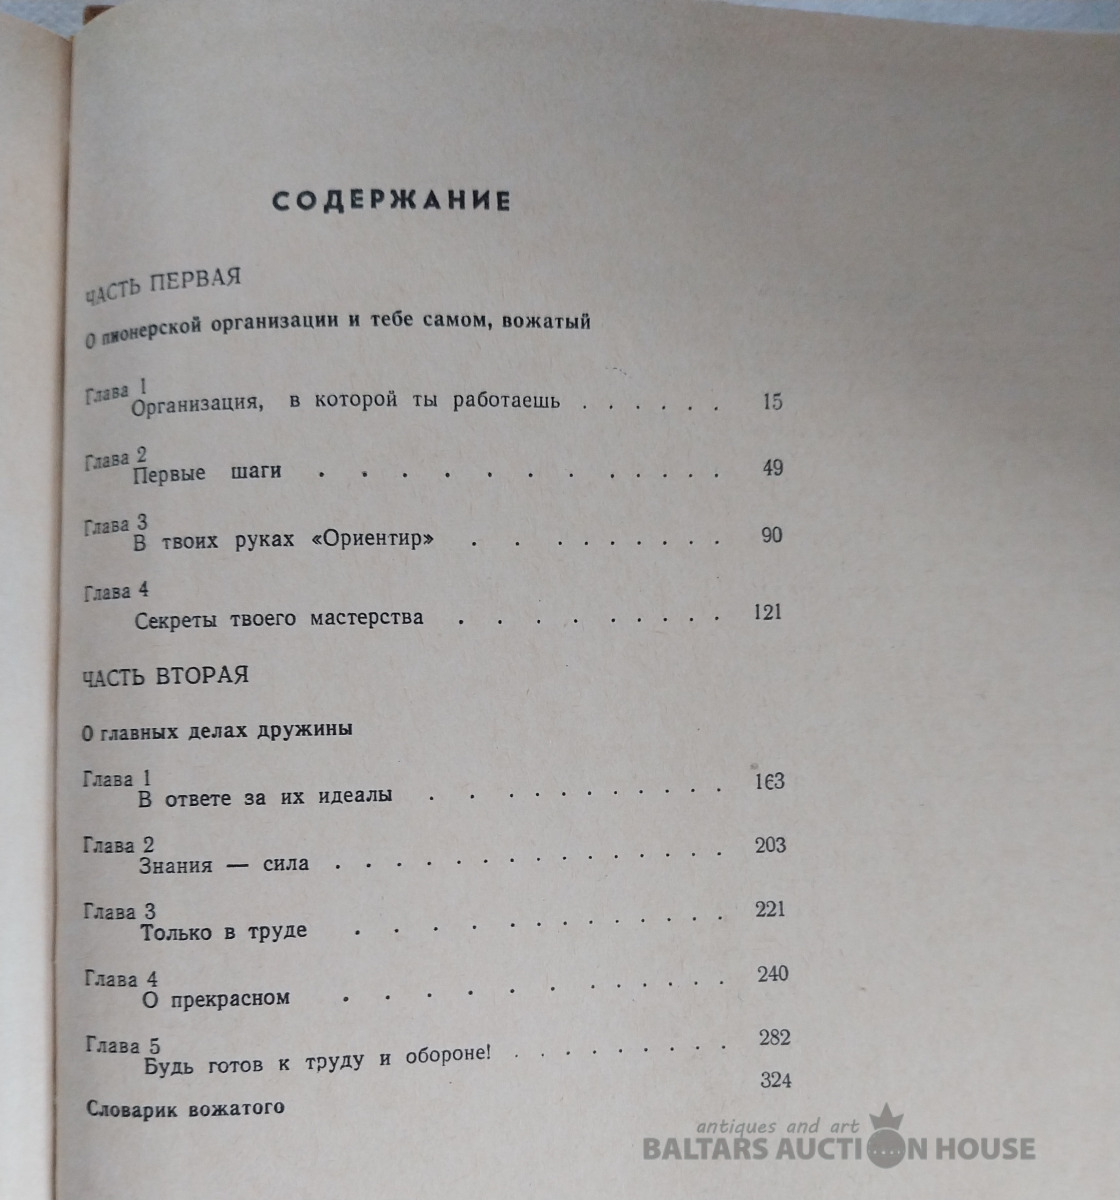 СОДЕРЖАНИЕ
ЧАСТЬ ПЕРВАЯ
О пионерской организации и тебе самом, вожатый
Глава 1
Организация, в которой ты работаешь . . . . . . 15
Глава 2
Первые шаги . . . . . . . . . . . 49
Глава 3
В твоих руках «Ориентир» . . . . . . . . 90
Глава 4
Секреты твоего мастерства . . . . . . . . 121
ЧАСТЬ ВТОРАЯ
О главных делах дружины
Глава 1
В ответе за их идеалы . . . . . . . . . . 163
Глава 2
Знания — сила . . . . . . . . . . . . 203
Глава 3
Только в труде . . . . . . . . . . . 221
Глава 4
О прекрасном . . . . . . . . . . . 240
Глава 5
Будь готов к труду и обороне! . . . . . . . . . 282
Словарик вожатого 324
antiques and art
BALTARS AUCTION HOUSE